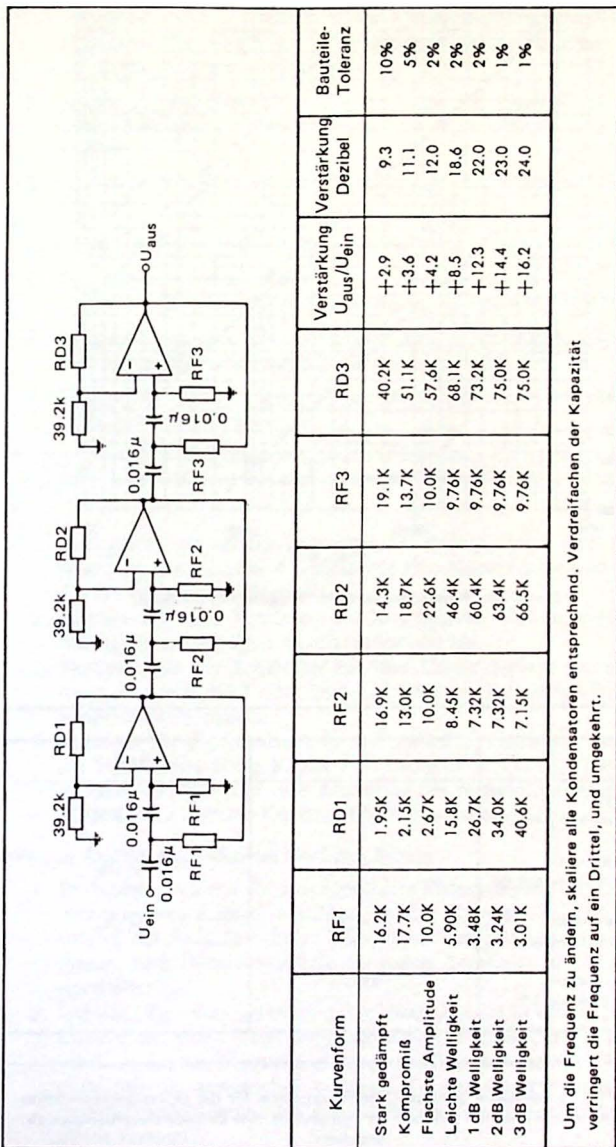 39.2k
RD1
39.2k
RD2
39.2k
RD3
Uein
0.016µ
0.016µ
0.016µ
0.016µ
0.016µ
0.016µ
Uaus
RF1
RF1
RF2
RF2
RF3
RF3
Kurvenform RF1 RD1 RF2 RD2 RF3 RD3 Verstärkung Uaus/Uein Verstärkung Dezibel Bauteile-Toleranz
Stark gedämpft 16.2K 1.95K 16.9K 14.3K 19.1K 40.2K +2.9 9.3 10%
Kompromiß 17.7K 2.15K 13.0K 18.7K 13.7K 51.1K +3.6 11.1 5%
Flachste Amplitude 10.0K 2.67K 10.0K 22.6K 10.0K 57.6K +4.2 12.0 2%
Leichte Welligkeit 5.90K 15.8K 8.45K 46.4K 9.76K 68.1K +8.5 18.6 2%
1dB Welligkeit 3.48K 26.7K 7.32K 60.4K 9.76K 73.2K +12.3 22.0 2%
2dB Welligkeit 3.24K 34.0K 7.32K 63.4K 9.76K 75.0K +14.4 23.0 1%
3dB Welligkeit 3.01K 40.6K 7.15K 66.5K 9.76K 75.0K +16.2 24.0 1%
Um die Frequenz zu ändern, skaliere alle Kondensatoren entsprechend. Verdreifachen der Kapazität
verringert die Frequenz auf ein Drittel, und umgekehrt.